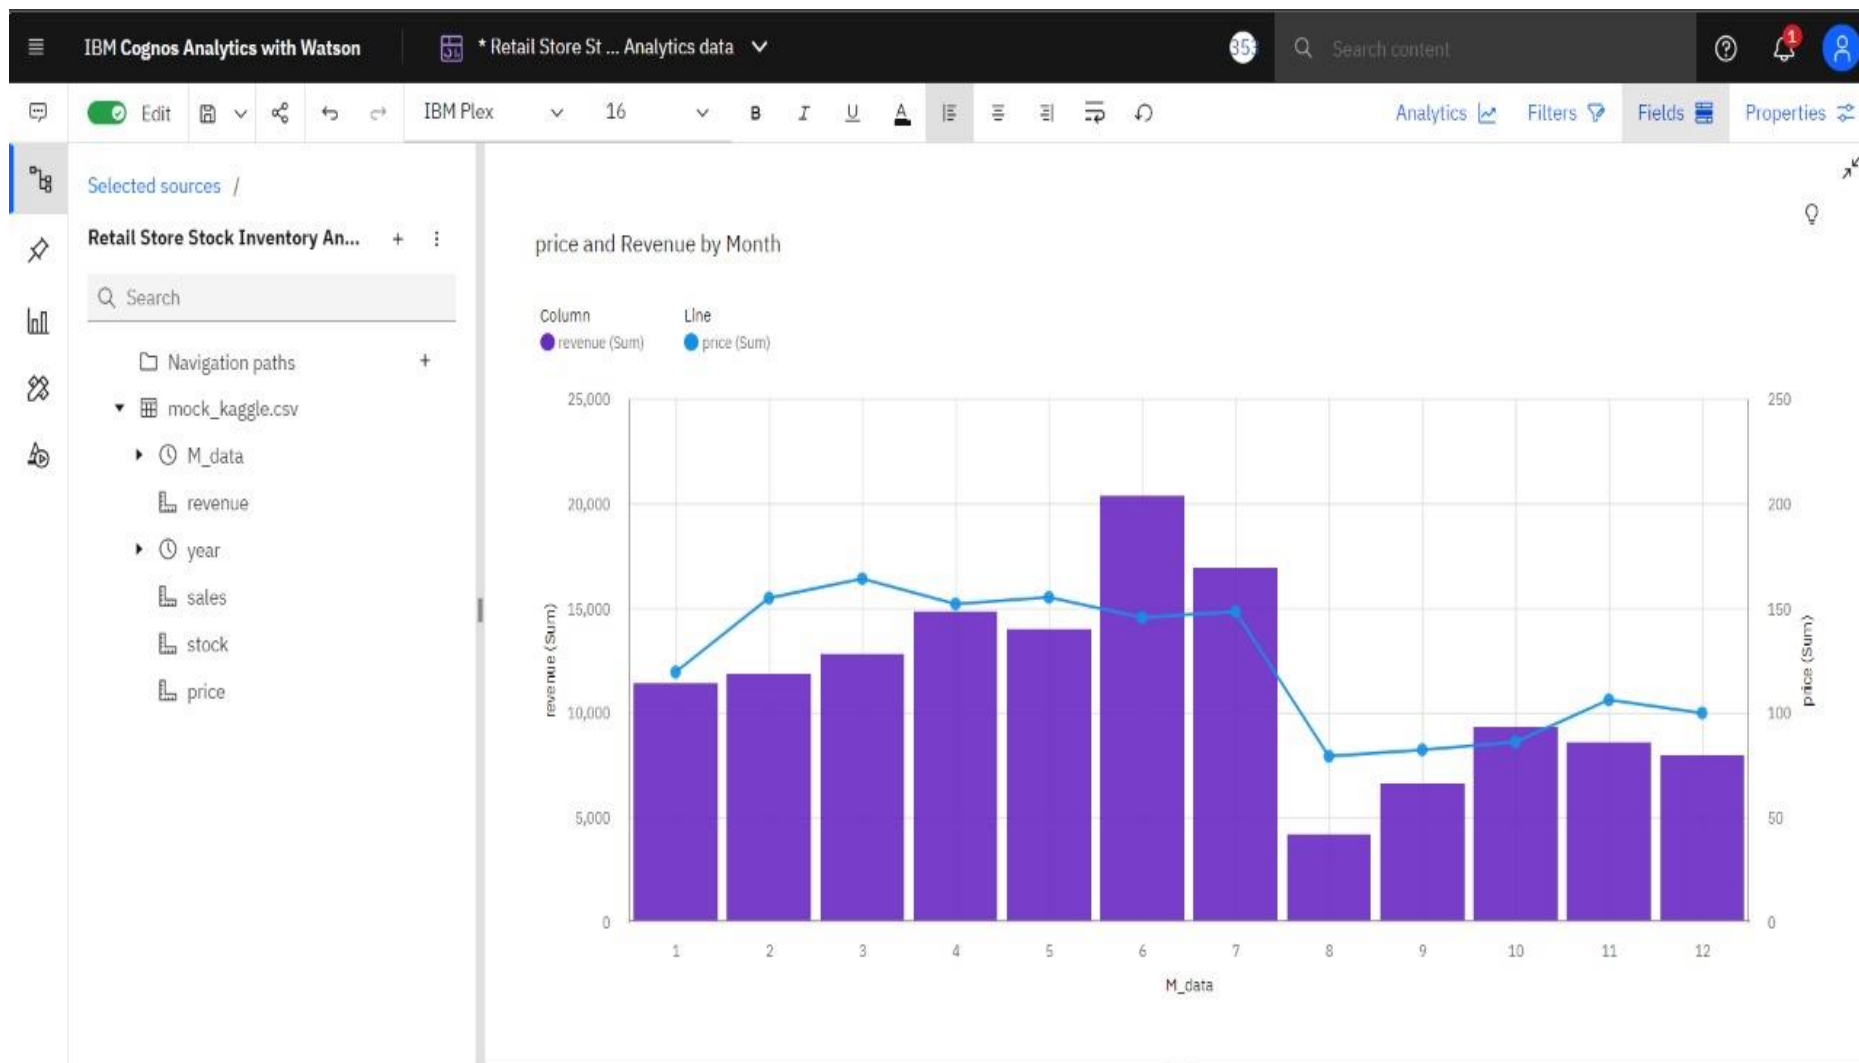 IBM Cognos Analytics with Watson
* Retail Store St ... Analytics data
Search content
1
Edit
IBM Plex
16
B I U A
Analytics
Filters
Fields
Properties
Selected sources /
Retail Store Stock Inventory An...
Search
Navigation paths
mock_kaggle.csv
M_data
revenue
year
sales
stock
price
price and Revenue by Month
Column
revenue (Sum)
Line
price (Sum)
revenue (Sum)
25,000
20,000
15,000
10,000
5,000
0
250
200
150
100
50
0
price (Sum)
1 2 3 4 5 6 7 8 9 10 11 12
M_data